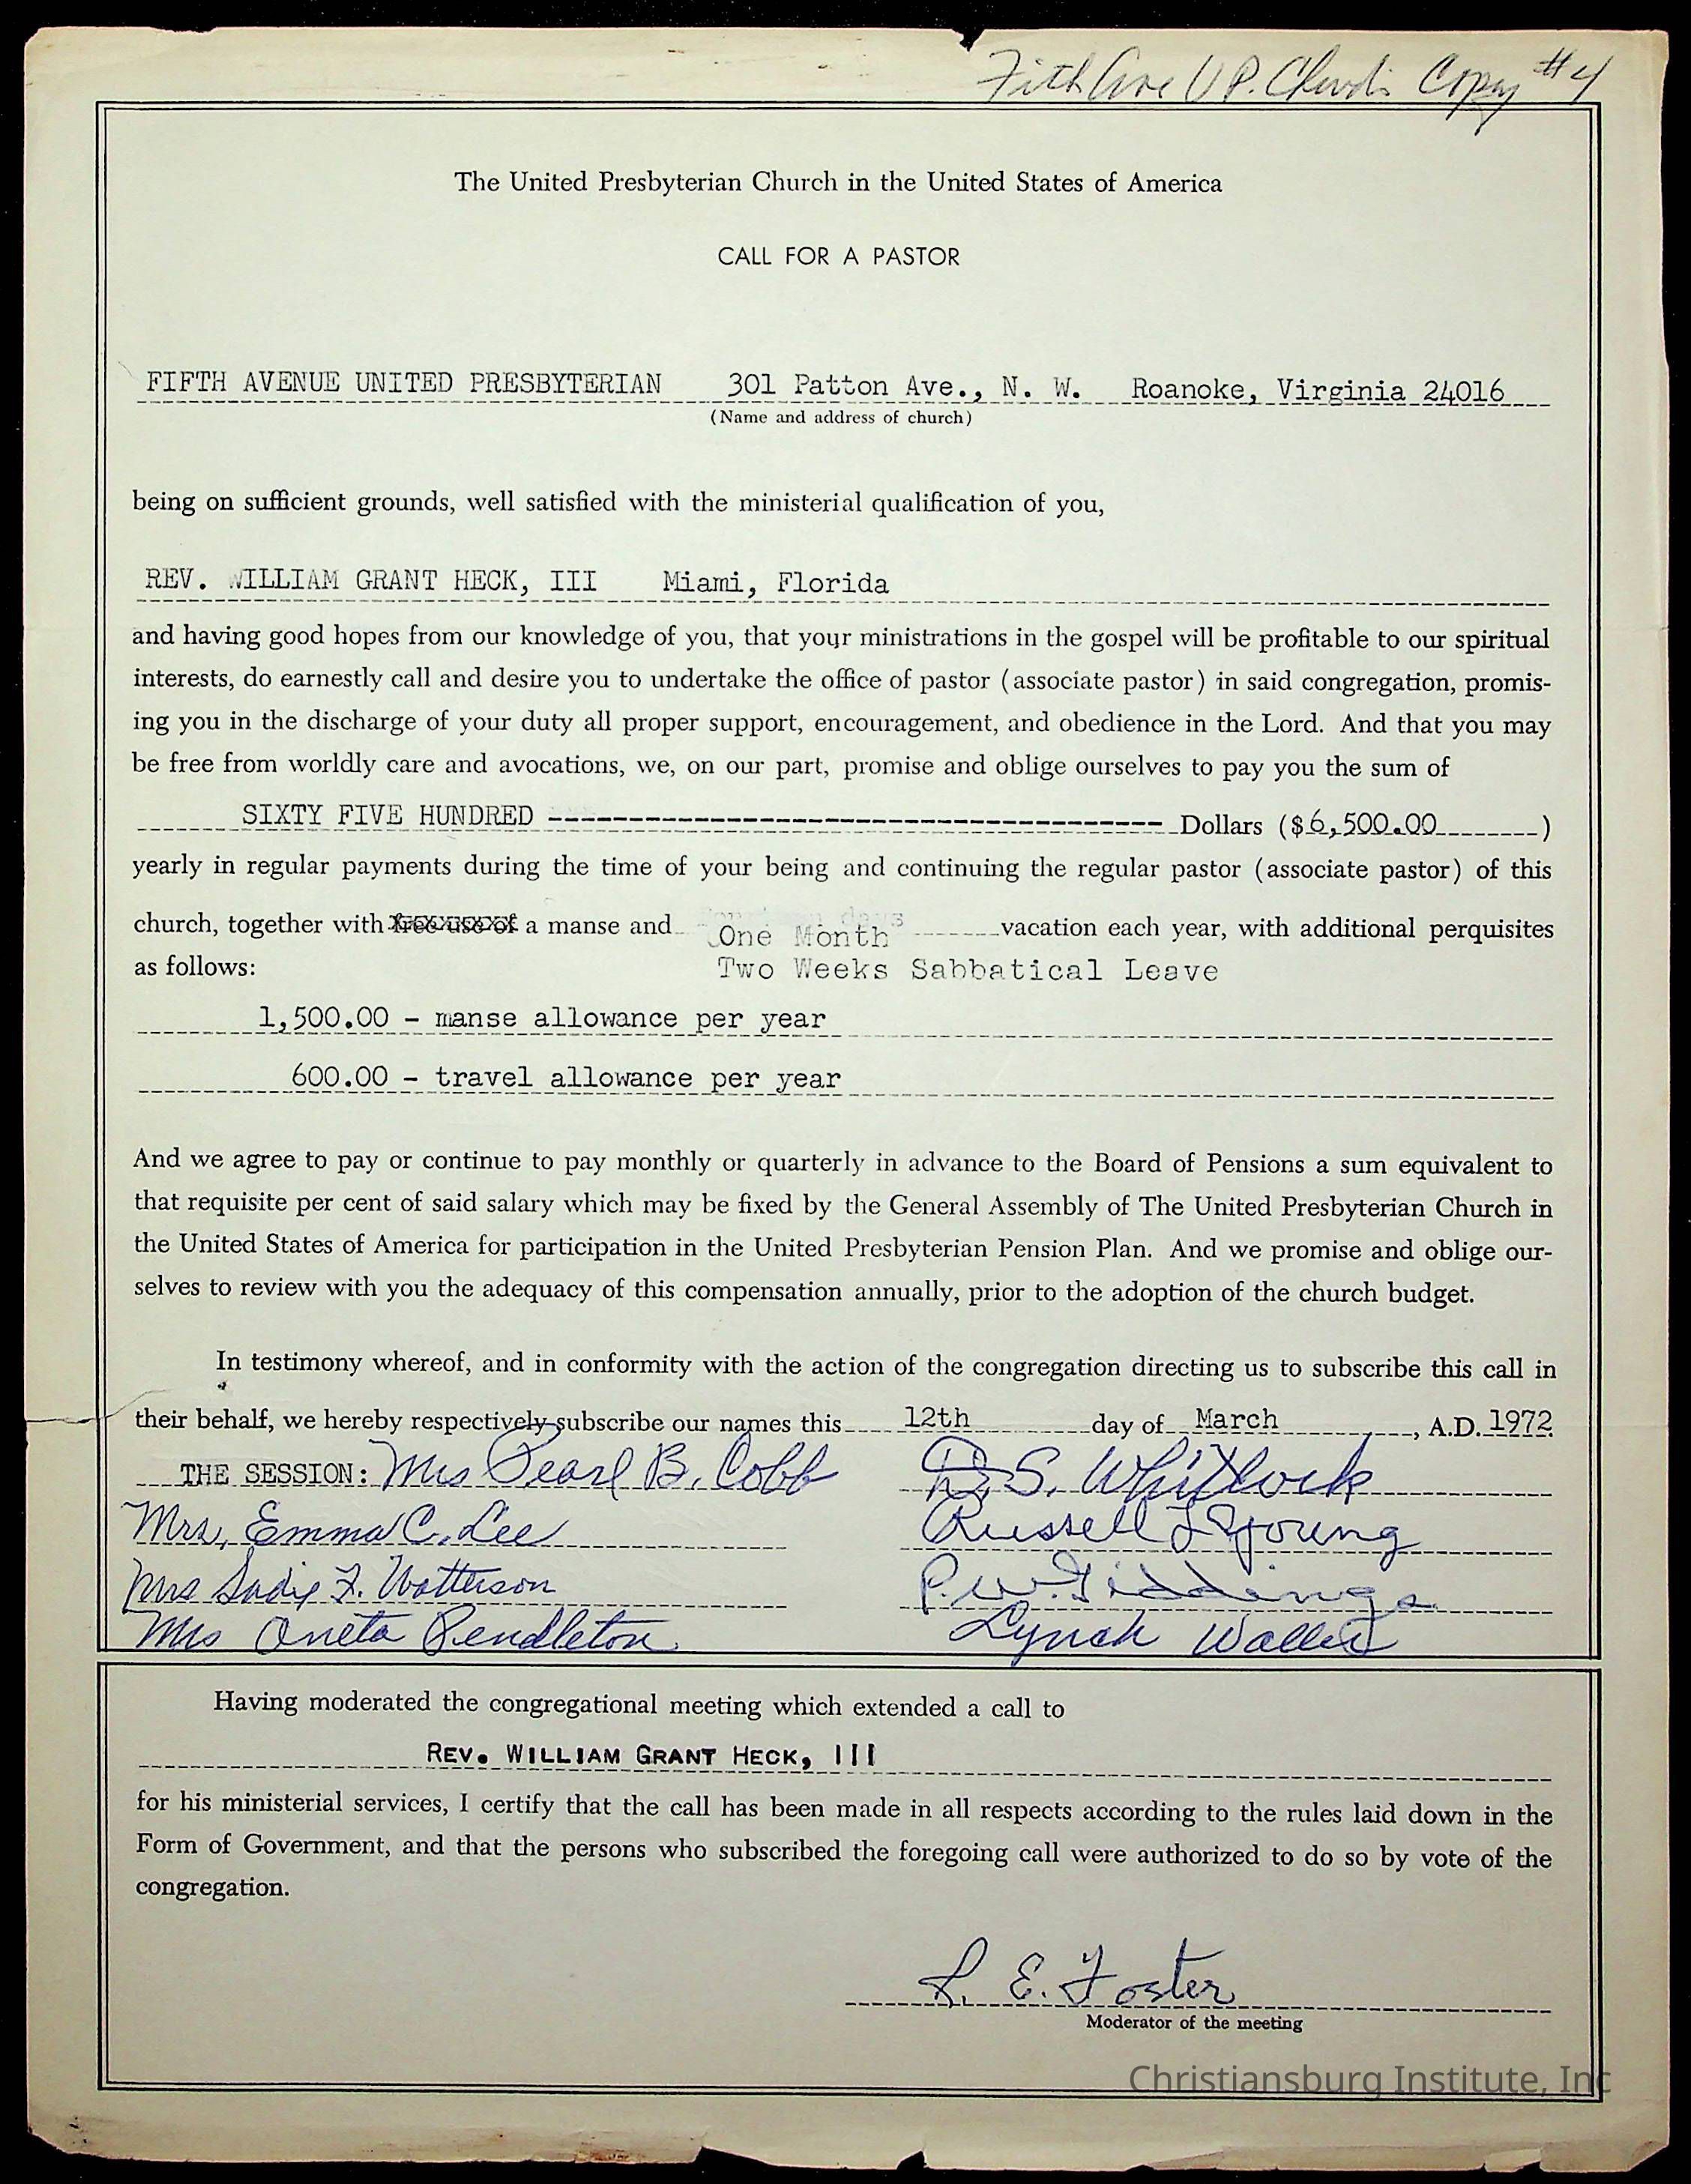 Fifth Ave U P. Church Copy #4
The United Presbyterian Church in the United States of America
CALL FOR A PASTOR
FIFTH AVENUE UNITED PRESBYTERIAN 301 Patton Ave., N. W. Roanoke, Virginia 24016
(Name and address of church)
being on sufficient grounds, well satisfied with the ministerial qualification of you,
REV. WILLIAM GRANT HECK, III Miami, Florida
and having good hopes from our knowledge of you, that your ministrations in the gospel will be profitable to our spiritual
interests, do earnestly call and desire you to undertake the office of pastor (associate pastor) in said congregation, promis-
ing you in the discharge of your duty all proper support, encouragement, and obedience in the Lord. And that you may
be free from worldly care and avocations, we, on our part, promise and oblige ourselves to pay you the sum of
SIXTY FIVE HUNDRED ---------------------------------------- Dollars ($6,500.00)
yearly in regular payments during the time of your being and continuing the regular pastor (associate pastor) of this
church, together with free use of a manse and One Month vacation each year, with additional perquisites
as follows: Two Weeks Sabbatical Leave
1,500.00 - manse allowance per year
600.00 - travel allowance per year
And we agree to pay or continue to pay monthly or quarterly in advance to the Board of Pensions a sum equivalent to
that requisite per cent of said salary which may be fixed by the General Assembly of The United Presbyterian Church in
the United States of America for participation in the United Presbyterian Pension Plan. And we promise and oblige our-
selves to review with you the adequacy of this compensation annually, prior to the adoption of the church budget.
In testimony whereof, and in conformity with the action of the congregation directing us to subscribe this call in
their behalf, we hereby respectively subscribe our names this 12th day of March, A.D. 1972
THE SESSION: Mrs Pearl B. Cobb D. S. Whitlock
Mrs, Emma C. Lee Russell L Young
Mrs Sadie F. Watterson P. W. Giddings
Mrs Oneta Pendleton Lynch Waller
Having moderated the congregational meeting which extended a call to
REV. WILLIAM GRANT HECK, III
for his ministerial services, I certify that the call has been made in all respects according to the rules laid down in the
Form of Government, and that the persons who subscribed the foregoing call were authorized to do so by vote of the
congregation.
L. E. Foster
Moderator of the meeting
Christiansburg Institute, Inc